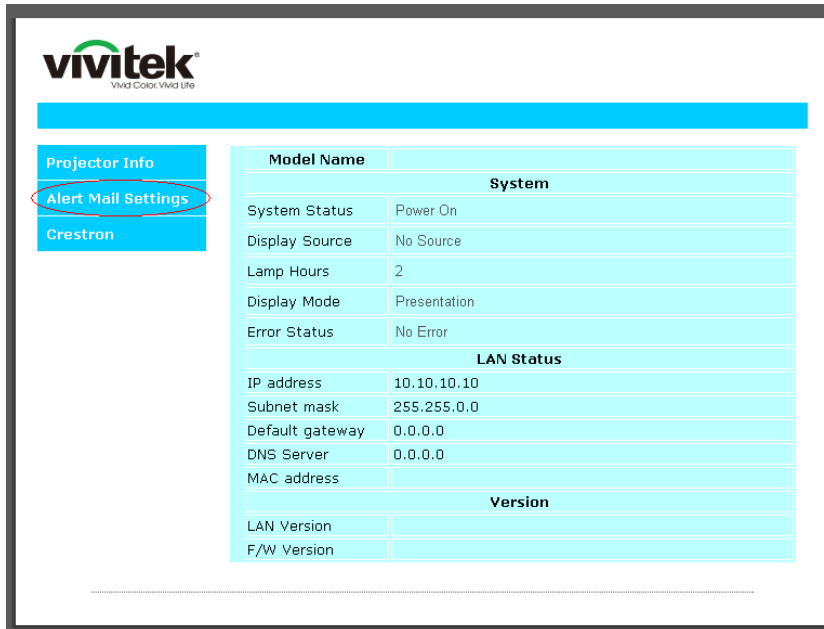 vivitek®
Vivid Color, Vivid Life
Projector Info
Alert Mail Settings
Crestron
Model Name
System
System Status Power On
Display Source No Source
Lamp Hours 2
Display Mode Presentation
Error Status No Error
LAN Status
IP address 10.10.10.10
Subnet mask 255.255.0.0
Default gateway 0.0.0.0
DNS Server 0.0.0.0
MAC address
Version
LAN Version
F/W Version